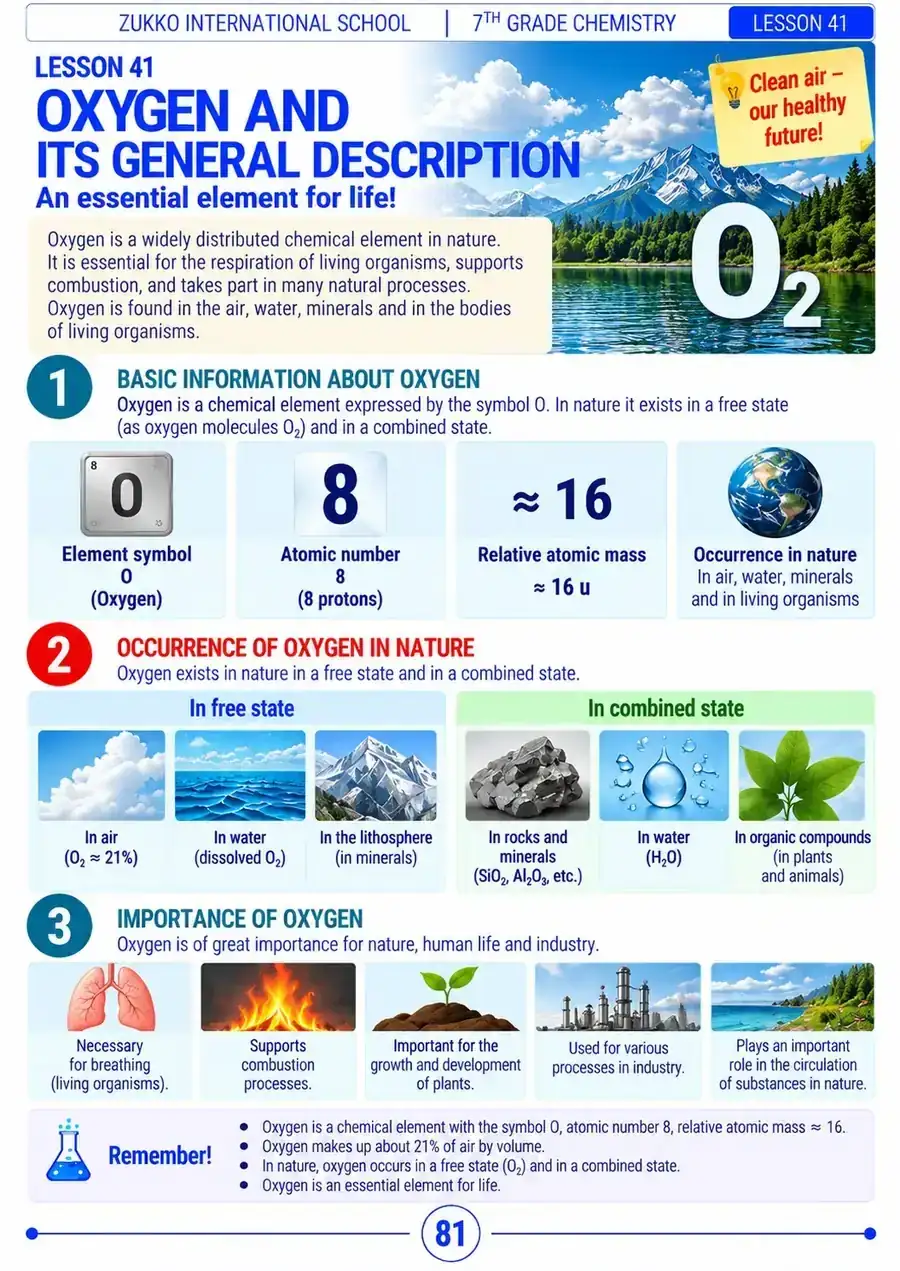 ZUKKO INTERNATIONAL SCHOOL | 7TH GRADE CHEMISTRY LESSON 41
LESSON 41
OXYGEN AND
ITS GENERAL DESCRIPTION
An essential element for life!
Clean air –
our healthy
future!
O₂
Oxygen is a widely distributed chemical element in nature.
It is essential for the respiration of living organisms, supports
combustion, and takes part in many natural processes.
Oxygen is found in the air, water, minerals and in the bodies
of living organisms.
1
BASIC INFORMATION ABOUT OXYGEN
Oxygen is a chemical element expressed by the symbol O. In nature it exists in a free state
(as oxygen molecules O₂) and in a combined state.
8
O
Element symbol
O
(Oxygen)
8
Atomic number
8
(8 protons)
≈ 16
Relative atomic mass
≈ 16 u
Occurrence in nature
In air, water, minerals
and in living organisms
2
OCCURRENCE OF OXYGEN IN NATURE
Oxygen exists in nature in a free state and in a combined state.
In free state
In air
(O₂ ≈ 21%)
In water
(dissolved O₂)
In the lithosphere
(in minerals)
In combined state
In rocks and
minerals
(SiO₂, Al₂O₃, etc.)
In water
(H₂O)
In organic compounds
(in plants
and animals)
3
IMPORTANCE OF OXYGEN
Oxygen is of great importance for nature, human life and industry.
Necessary
for breathing
(living organisms).
Supports
combustion
processes.
Important for the
growth and development
of plants.
Used for various
processes in industry.
Plays an important
role in the circulation
of substances in nature.
Remember!
• Oxygen is a chemical element with the symbol O, atomic number 8, relative atomic mass ≈ 16.
• Oxygen makes up about 21% of air by volume.
• In nature, oxygen occurs in a free state (O₂) and in a combined state.
• Oxygen is an essential element for life.
81